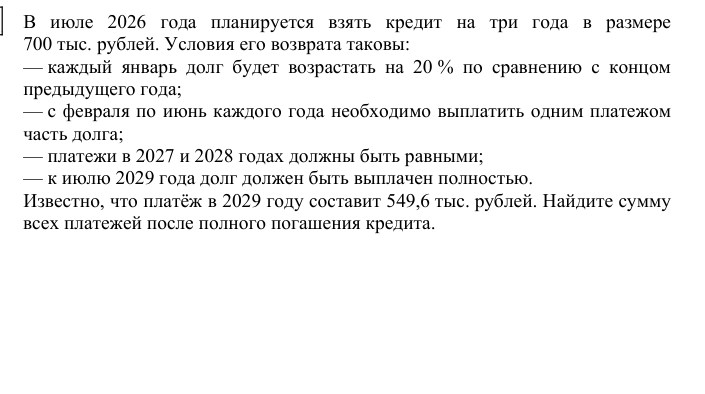 В июле 2026 года планируется взять кредит на три года в размере
700 тыс. рублей. Условия его возврата таковы:
— каждый январь долг будет возрастать на 20 % по сравнению с концом
предыдущего года;
— с февраля по июнь каждого года необходимо выплатить одним платежом
часть долга;
— платежи в 2027 и 2028 годах должны быть равными;
— к июлю 2029 года долг должен быть выплачен полностью.
Известно, что платёж в 2029 году составит 549,6 тыс. рублей. Найдите сумму
всех платежей после полного погашения кредита.